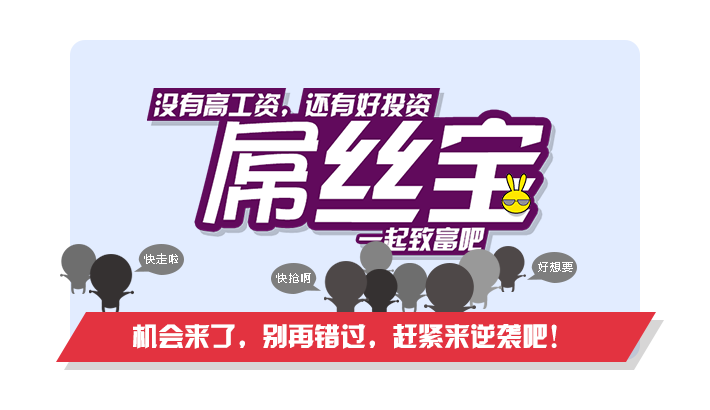 没有高工资，还有好投资
屌丝宝
一起致富吧
快走啦
快抢啊
好想要
机会来了，别再错过，赶紧来逆袭吧！